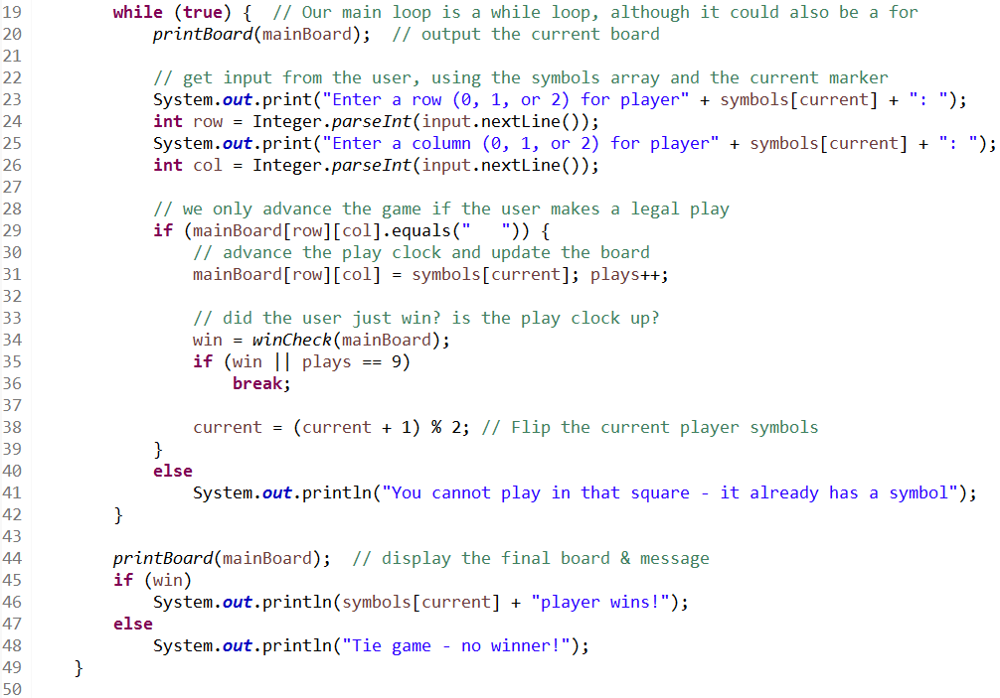 19 while (true) {  // Our main loop is a while loop, although it could also be a for
20 printBoard(mainBoard);  // output the current board
21
22 // get input from the user, using the symbols array and the current marker
23 System.out.print("Enter a row (0, 1, or 2) for player" + symbols[current] + ": ");
24 int row = Integer.parseInt(input.nextLine());
25 System.out.print("Enter a column (0, 1, or 2) for player" + symbols[current] + ": ");
26 int col = Integer.parseInt(input.nextLine());
27
28 // we only advance the game if the user makes a legal play
29 if (mainBoard[row][col].equals("   ")) {
30 // advance the play clock and update the board
31 mainBoard[row][col] = symbols[current]; plays++;
32
33 // did the user just win? is the play clock up?
34 win = winCheck(mainBoard);
35 if (win || plays == 9)
36 break;
37
38 current = (current + 1) % 2; // Flip the current player symbols
39 }
40 else
41 System.out.println("You cannot play in that square - it already has a symbol");
42 }
43
44 printBoard(mainBoard);  // display the final board & message
45 if (win)
46 System.out.println(symbols[current] + "player wins!");
47 else
48 System.out.println("Tie game - no winner!");
49 }
50